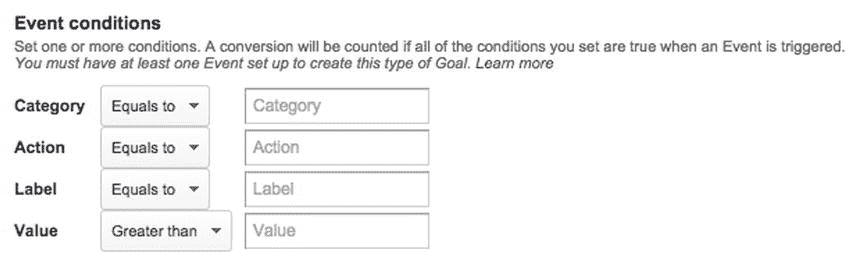 Event conditions
Set one or more conditions. A conversion will be counted if all of the conditions you set are true when an Event is triggered.
You must have at least one Event set up to create this type of Goal. Learn more
Category Equals to Category
Action Equals to Action
Label Equals to Label
Value Greater than Value